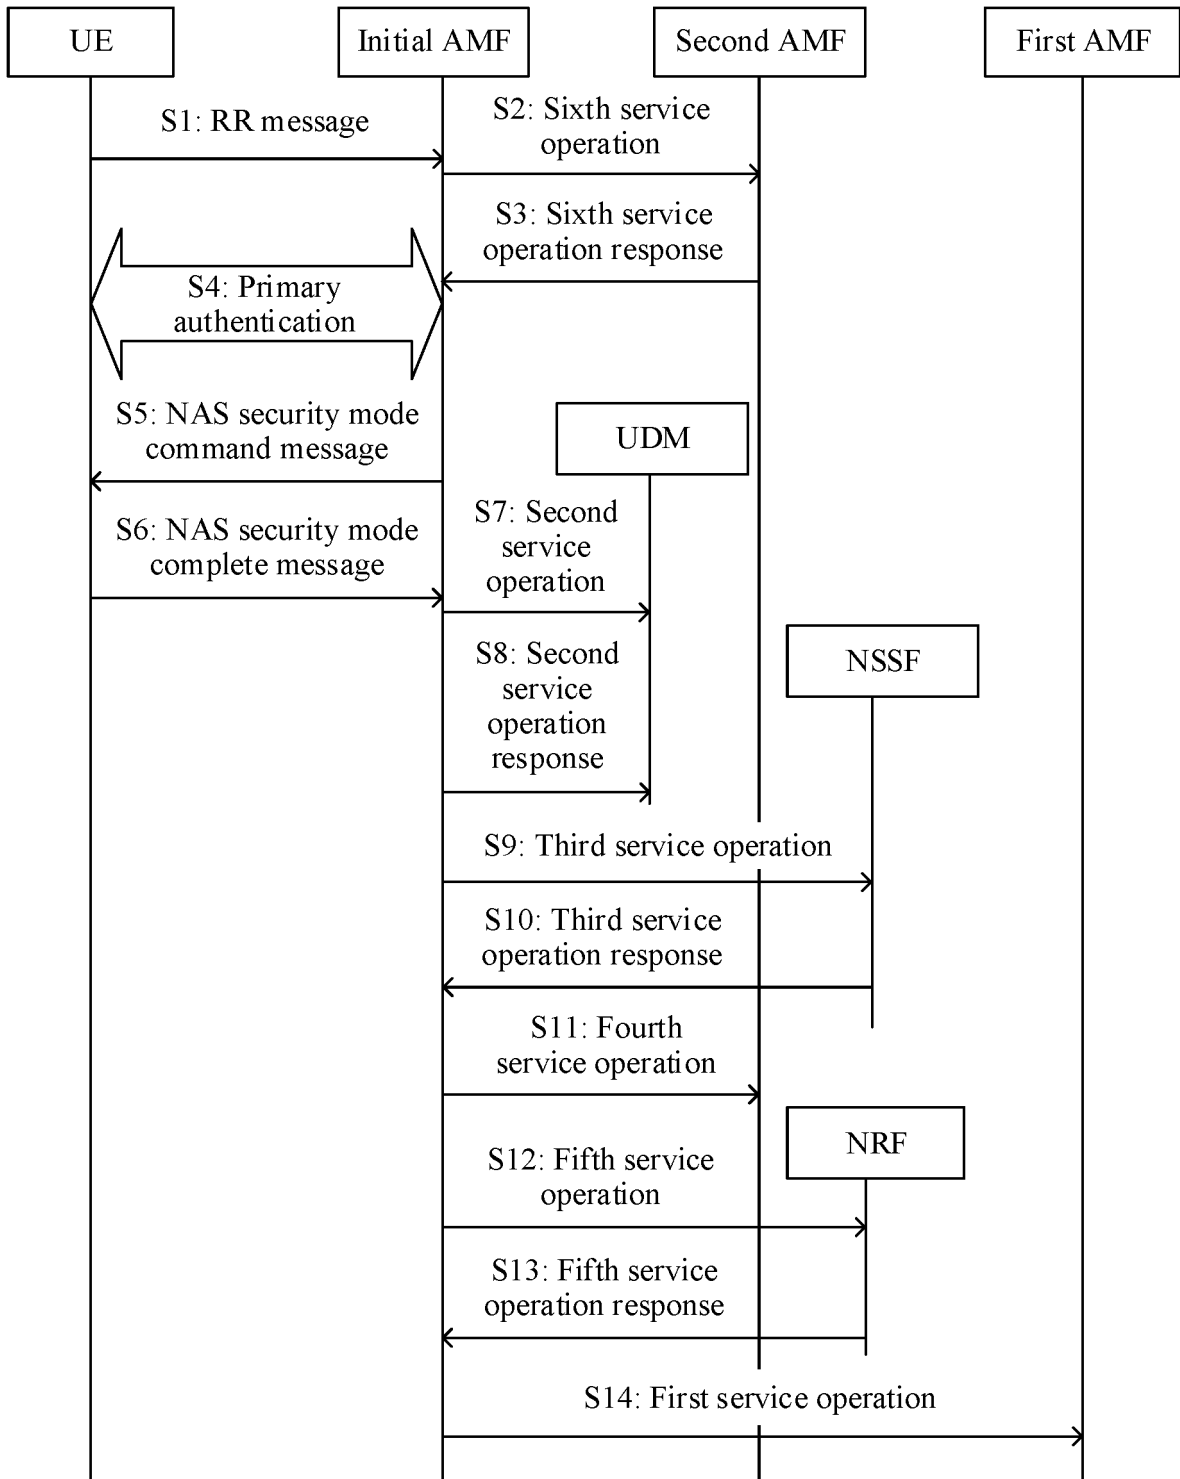 UE
Initial AMF
Second AMF
First AMF
S1: RR message
S2: Sixth service
operation
S3: Sixth service
operation response
S4: Primary
authentication
S5: NAS security mode
command message
UDM
S6: NAS security mode
complete message
S7: Second
service
operation
S8: Second
service
operation
response
NSSF
S9: Third service operation
S10: Third service
operation response
S11: Fourth
service operation
NRF
S12: Fifth service
operation
S13: Fifth service
operation response
S14: First service operation